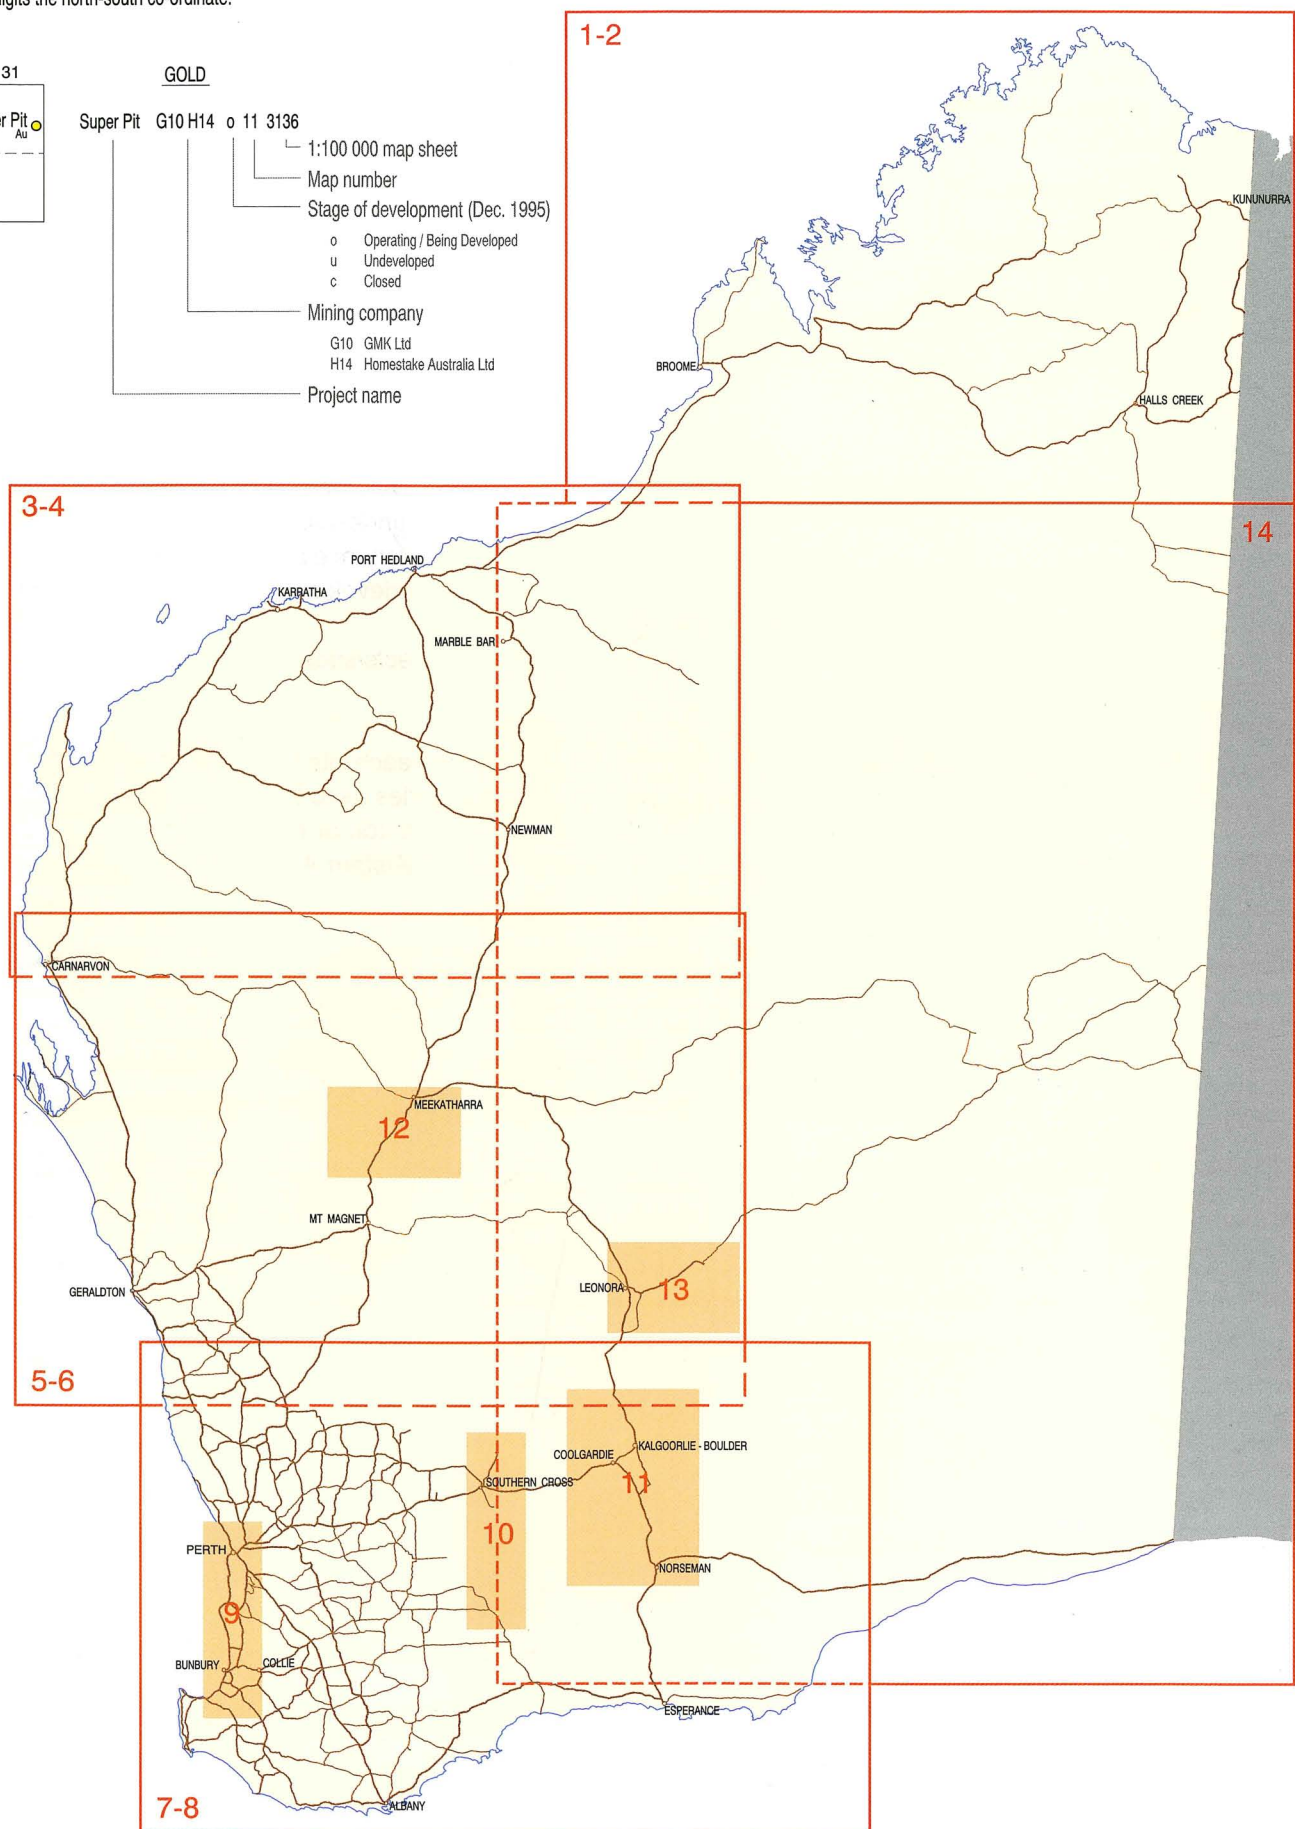 the north-south co-ordinate.
1-2
31
GOLD
Pit
Au
Super Pit G10 H14 o 11 3136
1:100 000 map sheet
Map number
Stage of development (Dec. 1995)
o Operating / Being Developed
u Undeveloped
c Closed
Mining company
G10 GMK Ltd
H14 Homestake Australia Ltd
Project name
KUNUNURRA
BROOME
HALLS CREEK
3-4
14
PORT HEDLAND
KARRATHA
MARBLE BAR
NEWMAN
CARNARVON
MEEKATHARRA
12
MT MAGNET
LEONORA
13
GERALDTON
5-6
KALGOORLIE - BOULDER
COOLGARDIE
11
SOUTHERN CROSS
10
PERTH
NORSEMAN
9
BUNBURY
COLLIE
ESPERANCE
7-8
ALBANY